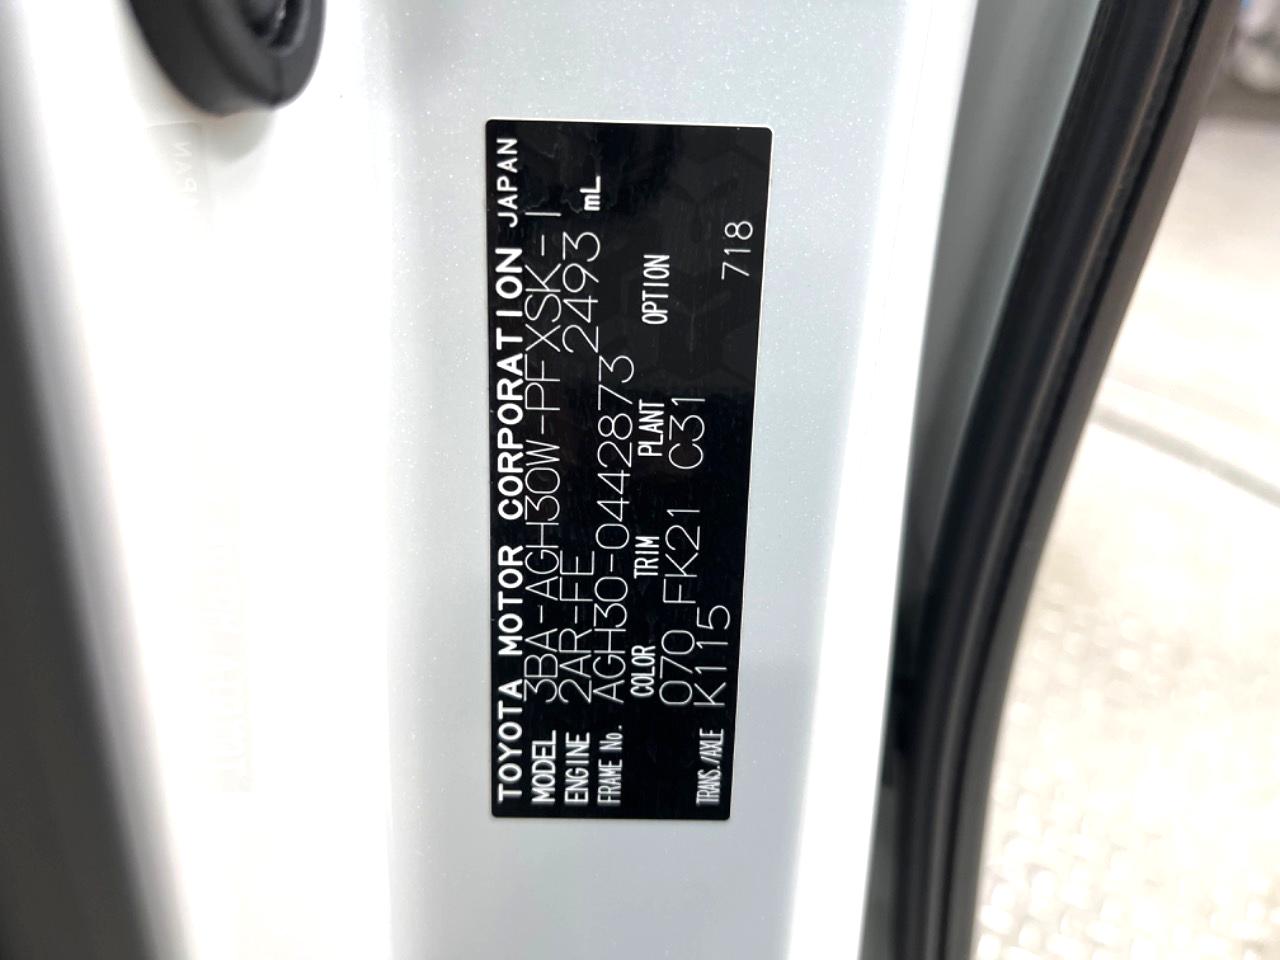 TOYOTA MOTOR CORPORATION JAPAN
MODEL 3BA-AGH30W-PFXSK-I
ENGINE 2AR-FE 2493 mL
FRAME No. AGH30-0442873
COLOR TRIM PLANT OPTION
070 FK21 C31
TRANS./AXLE K115 718